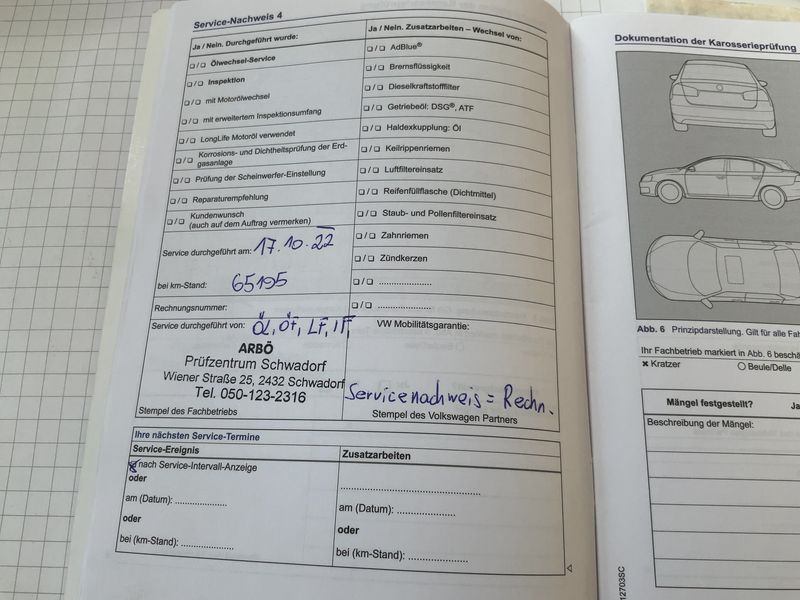 Service-Nachweis 4
Ja / Nein. Durchgeführt wurde:
❑ / ❑ Ölwechsel-Service
❑ / ❑ Inspektion
❑ / ❑ mit Motorölwechsel
❑ / ❑ mit erweitertem Inspektionsumfang
❑ / ❑ LongLife Motoröl verwendet
❑ / ❑ Korrosions- und Dichtheitsprüfung der Erd-
gasanlage
❑ / ❑ Prüfung der Scheinwerfer-Einstellung
❑ / ❑ Reparaturempfehlung
❑ / ❑ Kundenwunsch
(auch auf dem Auftrag vermerken)
Service durchgeführt am: 17.10.22
bei km-Stand: 65195
Rechnungsnummer:
Service durchgeführt von: ÖL, ÖF, LF, IF,
ARBÖ
Prüfzentrum Schwadorf
Wiener Straße 25, 2432 Schwadorf
Tel. 050-123-2316
Stempel des Fachbetriebs
Ja / Nein. Zusatzarbeiten – Wechsel von:
❑ / ❑ AdBlue®
❑ / ❑ Bremsflüssigkeit
❑ / ❑ Dieselkraftstofffilter
❑ / ❑ Getriebeöl: DSG®, ATF
❑ / ❑ Haldexkupplung: Öl
❑ / ❑ Keilrippenriemen
❑ / ❑ Luftfiltereinsatz
❑ / ❑ Reifenfüllflasche (Dichtmittel)
❑ / ❑ Staub- und Pollenfiltereinsatz
❑ / ❑ Zahnriemen
❑ / ❑ Zündkerzen
❑ / ❑ ......................
❑ / ❑ ......................
VW Mobilitätsgarantie:
Servicenachweis = Rechn.
Stempel des Volkswagen Partners
Ihre nächsten Service-Termine
Service-Ereignis
nach Service-Intervall-Anzeige
oder
am (Datum): ......................
oder
bei (km-Stand): ......................
Zusatzarbeiten
......................
am (Datum): ......................
oder
bei (km-Stand): ......................
Dokumentation der Karosserieprüfung
Abb. 6 Prinzipdarstellung. Gilt für alle
Ihr Fachbetrieb markiert in Abb. 6
✖ Kratzer
○ Beule/Delle
Mängel festgestellt?
Beschreibung der Mängel:
12703SC